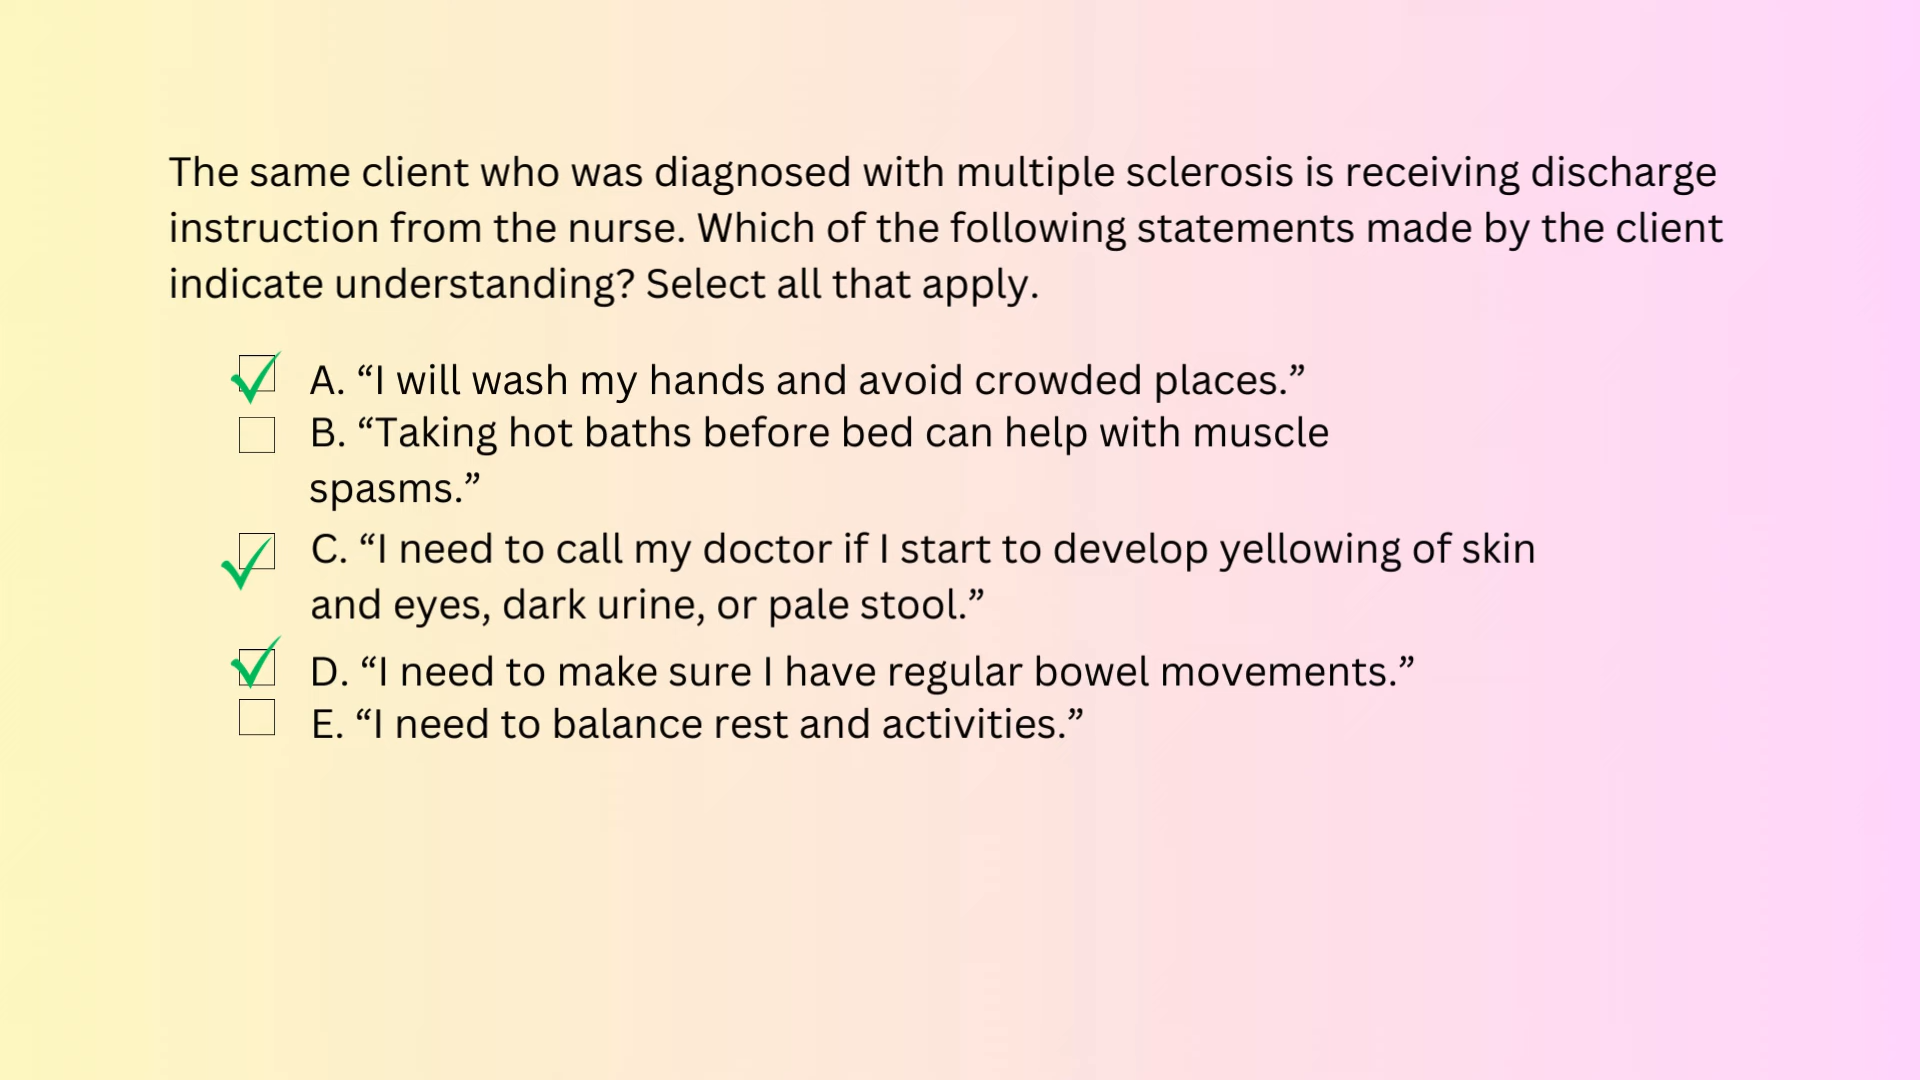 The same client who was diagnosed with multiple sclerosis is receiving discharge
instruction from the nurse. Which of the following statements made by the client
indicate understanding? Select all that apply.
A. “I will wash my hands and avoid crowded places.”
B. “Taking hot baths before bed can help with muscle
spasms.”
C. “I need to call my doctor if I start to develop yellowing of skin
and eyes, dark urine, or pale stool.”
D. “I need to make sure I have regular bowel movements.”
E. “I need to balance rest and activities.”